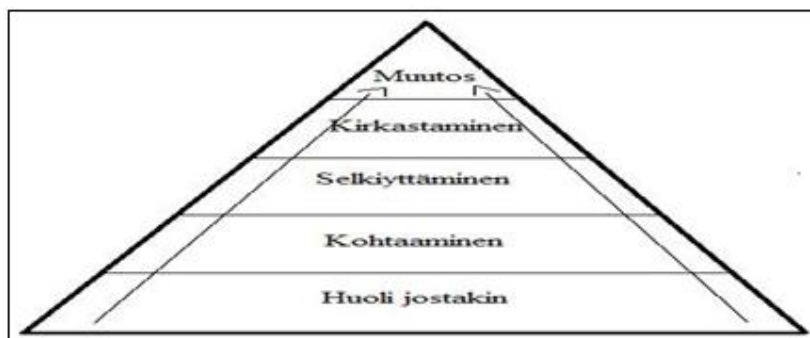 Muutos
Kirkastaminen
Selkiyttäminen
Kohtaaminen
Huoli jostakin